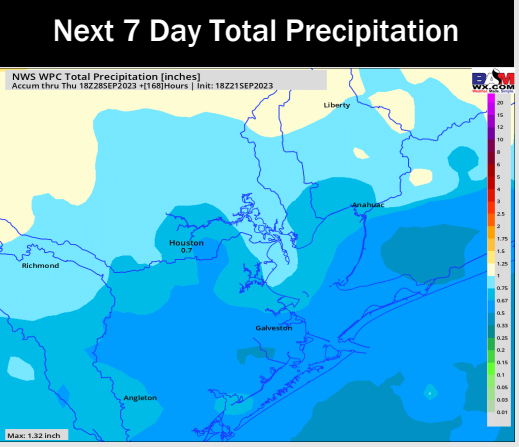 Next 7 Day Total Precipitation
NWS WPC Total Precipitation [inches]
Accum thru Thu 18Z28SEP2023 +[168]Hours | Init: 18Z21SEP2023
BAM
WX.COM
Liberty
Anahuac
Houston
0.7
Richmond
Galveston
Angleton
Max: 1.32 inch
20
15
12
10
8
6
5
4
3
2.5
2
1.75
1.5
1.25
1
0.75
0.67
0.5
0.33
0.25
0.2
0.15
0.1
0.05
0.03
0.01